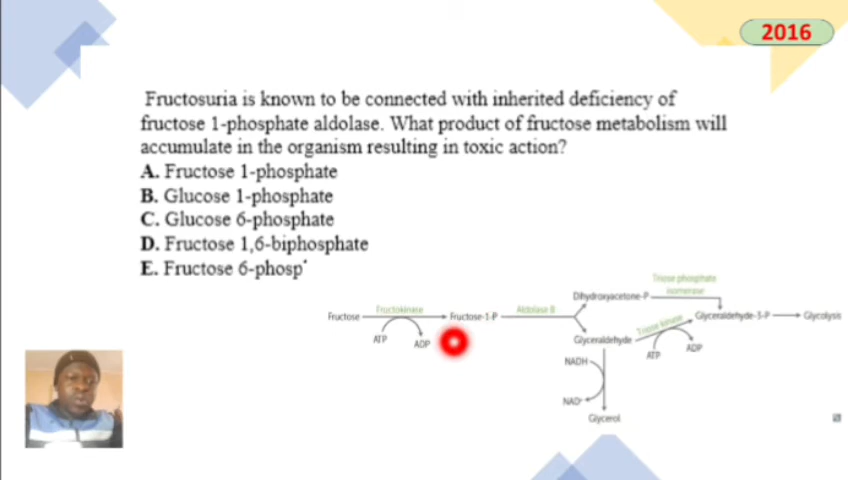 2016
Fructosuria is known to be connected with inherited deficiency of
fructose 1-phosphate aldolase. What product of fructose metabolism will
accumulate in the organism resulting in toxic action?
A. Fructose 1-phosphate
B. Glucose 1-phosphate
C. Glucose 6-phosphate
D. Fructose 1,6-biphosphate
E. Fructose 6-phosp
Triose phosphate
isomerase
Dihydroxyacetone-P
Fructose
Fructokinase
Fructose-1-P
Aldolase B
Triose kinase
Glyceraldehyde-3-P
Glycolysis
ATP
ADP
Glyceraldehyde
ATP
ADP
NADH
NAD+
Glycerol